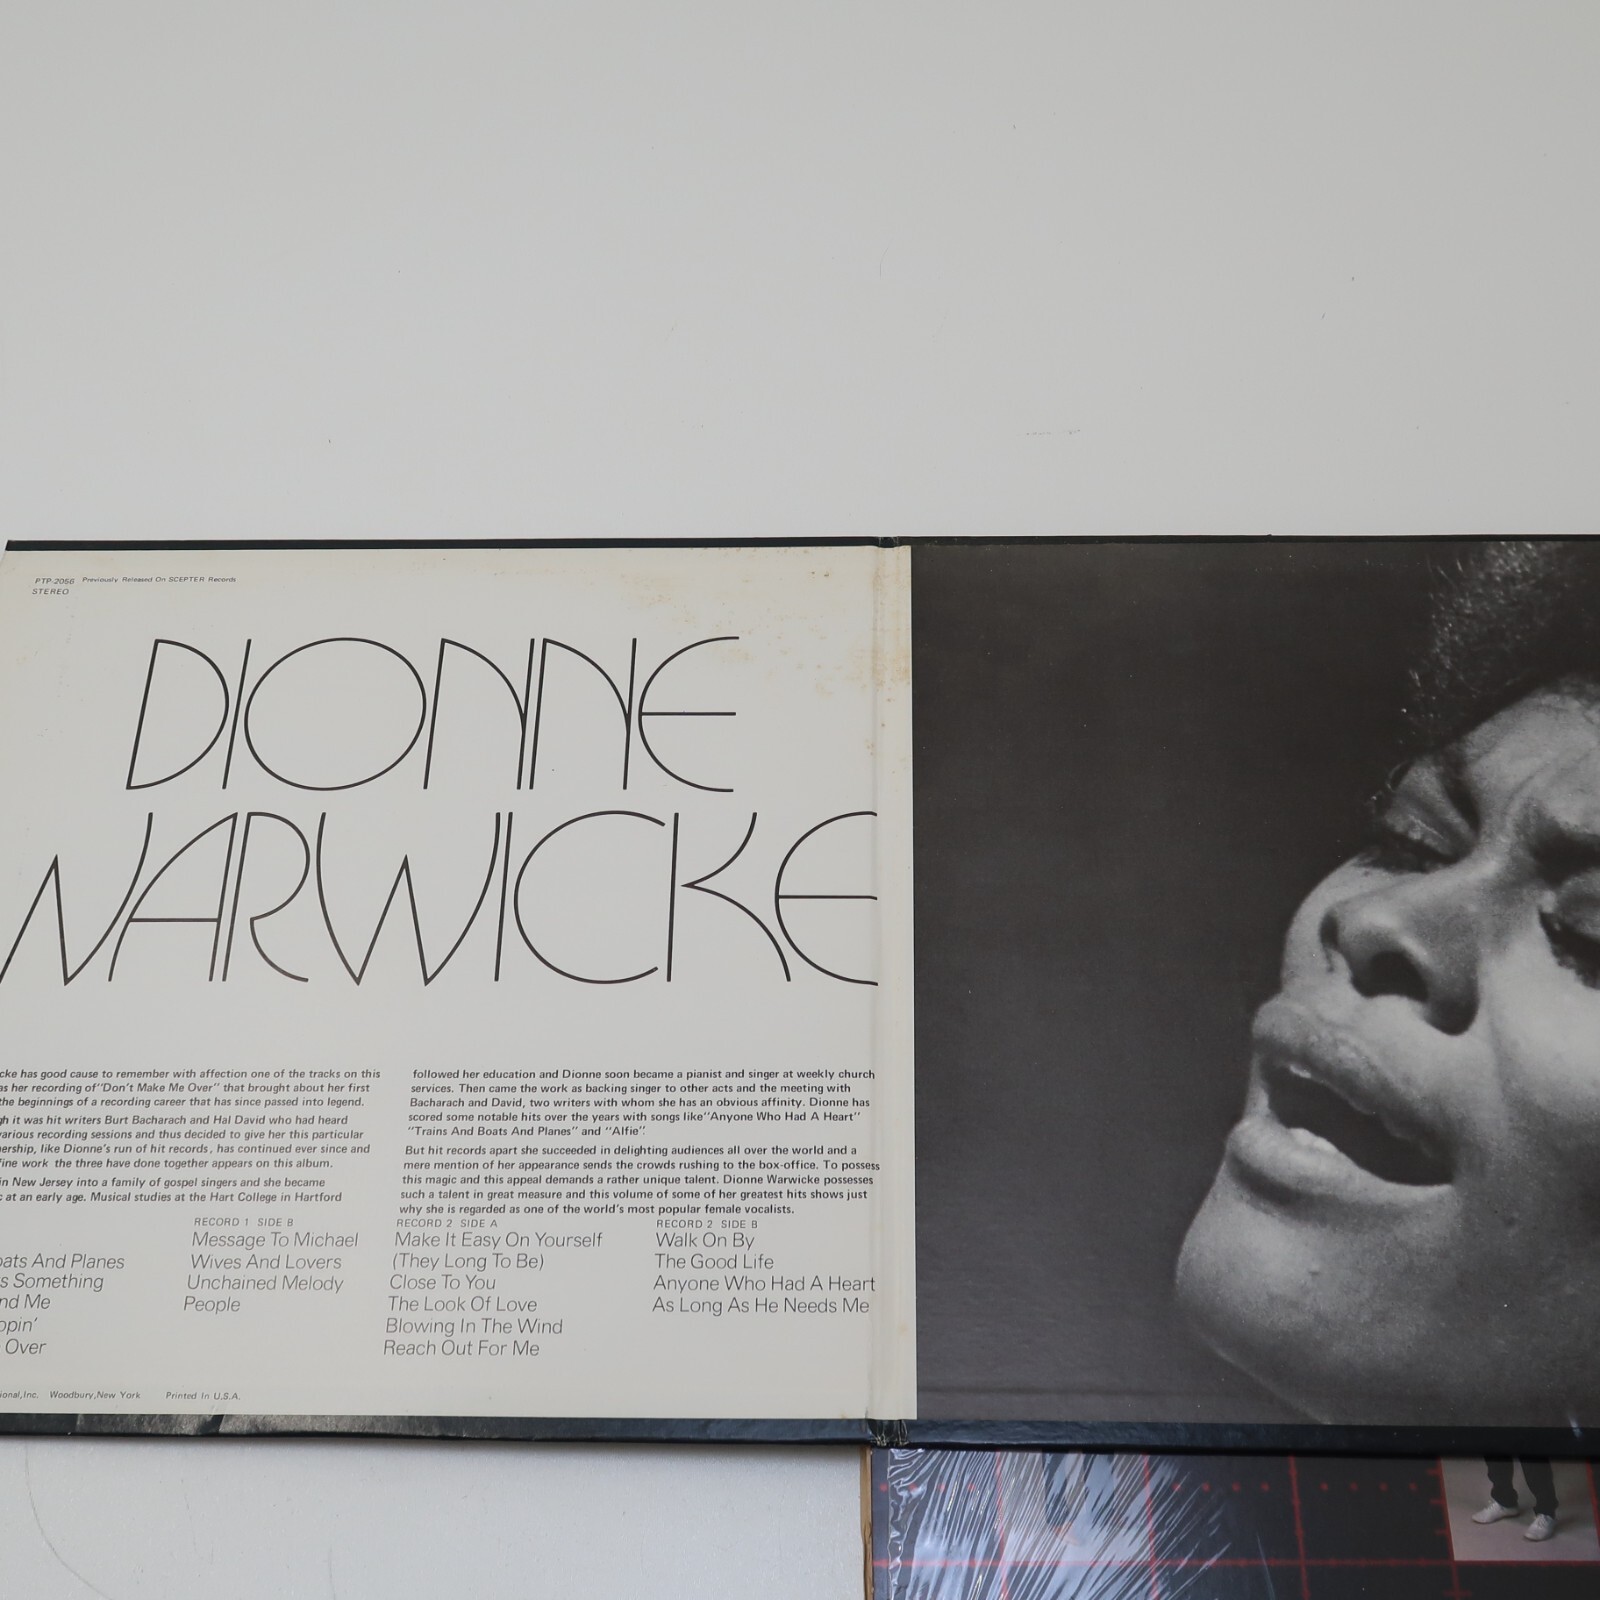 PTP-2056 Previously Released On SCEPTER Records
STEREO
DIONNE
WARWICKE
has good cause to remember with affection one of the tracks on this
as her recording of "Don't Make Me Over" that brought about her first
the beginnings of a recording career that has since passed into legend.
it was hit writers Burt Bacharach and Hal David who had heard
various recording sessions and thus decided to give her this particular
like Dionne's run of hit records, has continued ever since and
fine work the three have done together appears on this album.
in New Jersey into a family of gospel singers and she became
at an early age. Musical studies at the Hart College in Hartford
followed her education and Dionne soon became a pianist and singer at weekly church
services. Then came the work as backing singer to other acts and the meeting with
Bacharach and David, two writers with whom she has an obvious affinity. Dionne has
scored some notable hits over the years with songs like "Anyone Who Had A Heart"
"Trains And Boats And Planes" and "Alfie".
But hit records apart she succeeded in delighting audiences all over the world and a
mere mention of her appearance sends the crowds rushing to the box-office. To possess
this magic and this appeal demands a rather unique talent. Dionne Warwicke possesses
such a talent in great measure and this volume of some of her greatest hits shows just
why she is regarded as one of the world's most popular female vocalists.
And Planes
Something
Me
Over
RECORD 1 SIDE B
Message To Michael
Wives And Lovers
Unchained Melody
People
RECORD 2 SIDE A
Make It Easy On Yourself
(They Long To Be)
Close To You
The Look Of Love
Blowing In The Wind
Reach Out For Me
RECORD 2 SIDE B
Walk On By
The Good Life
Anyone Who Had A Heart
As Long As He Needs Me
Inc. Woodbury, New York Printed In U.S.A.